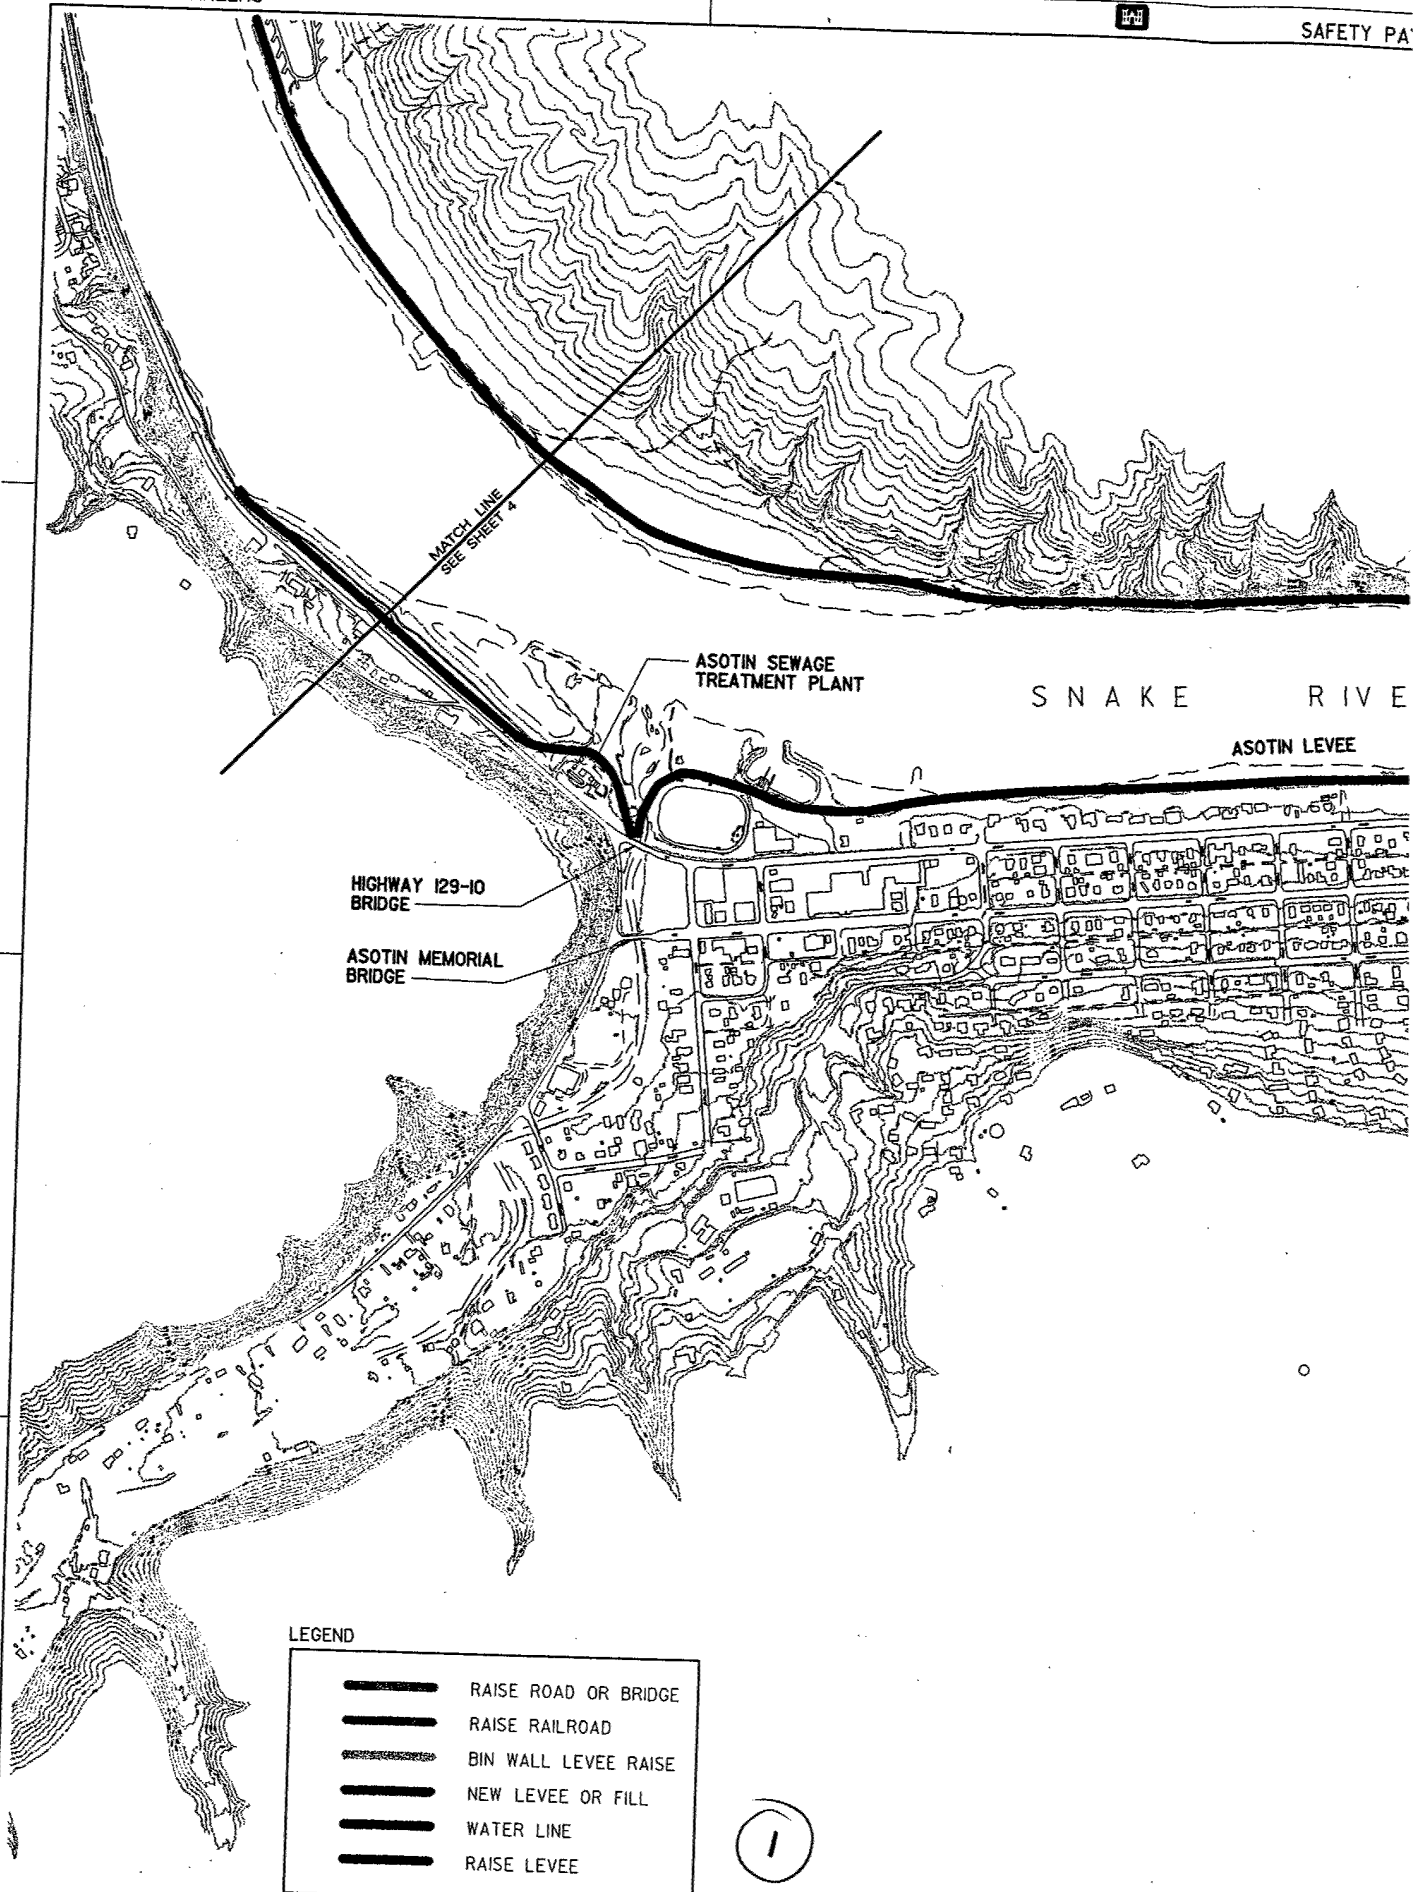 SAFETY PA
MATCH LINE
SEE SHEET 4
ASOTIN SEWAGE
TREATMENT PLANT
SNAKE RIVE
ASOTIN LEVEE
HIGHWAY 129-10
BRIDGE
ASOTIN MEMORIAL
BRIDGE
LEGEND
RAISE ROAD OR BRIDGE
RAISE RAILROAD
BIN WALL LEVEE RAISE
NEW LEVEE OR FILL
WATER LINE
RAISE LEVEE
1